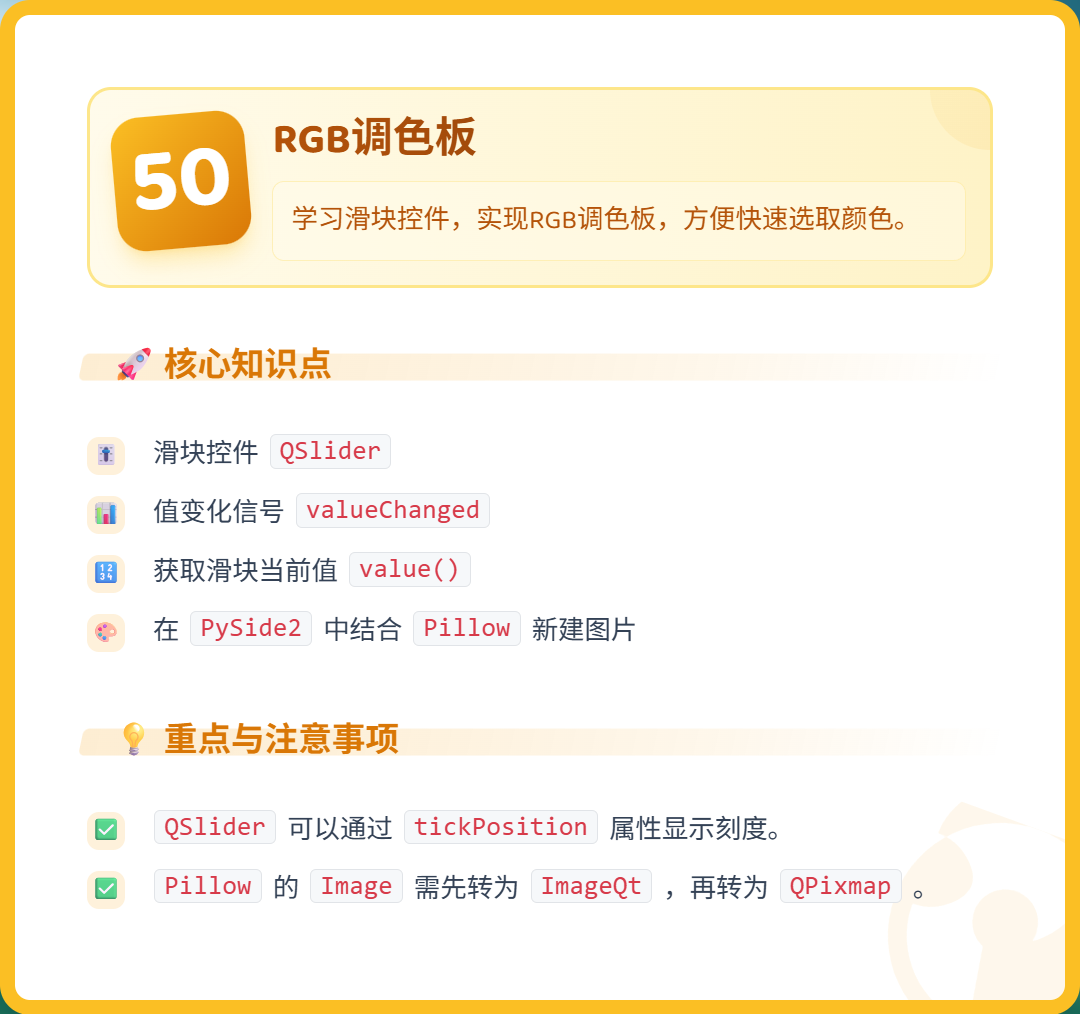 50
RGB调色板
学习滑块控件，实现RGB调色板，方便快速选取颜色。
🚀 核心知识点
滑块控件 QSlider
值变化信号 valueChanged
获取滑块当前值 value()
在 PySide2 中结合 Pillow 新建图片
💡 重点与注意事项
✅ QSlider 可以通过 tickPosition 属性显示刻度。
✅ Pillow 的 Image 需先转为 ImageQt ，再转为 QPixmap 。